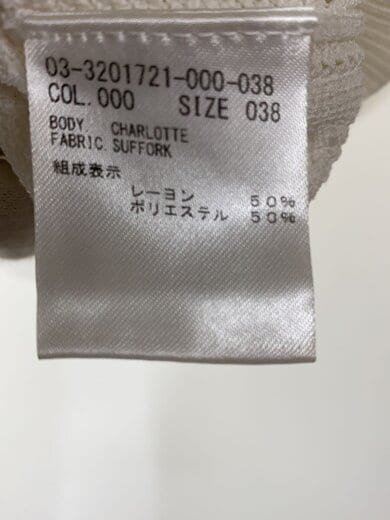 03-3201721-000-038
COL.000 SIZE 038
BODY CHARLOTTE
FABRIC.SUFFORK
組成表示
レーヨン 50%
ポリエステル 50%